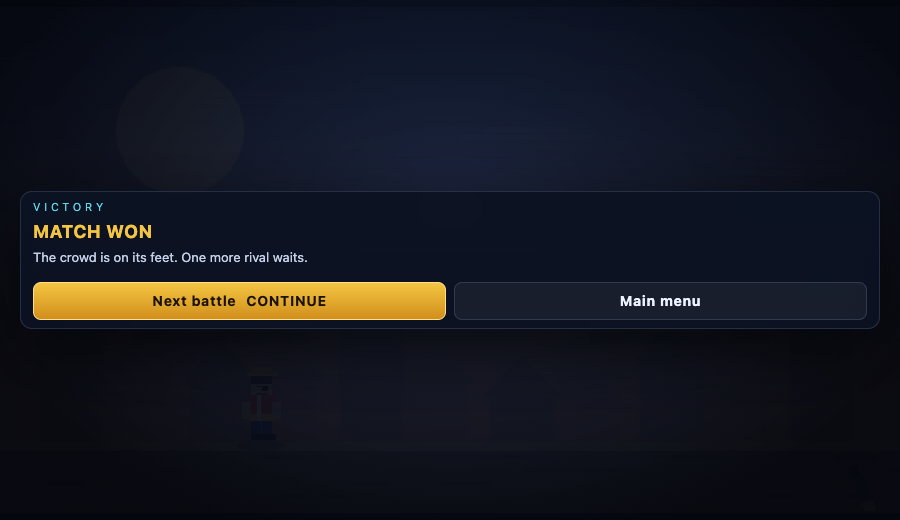 VICTORY
MATCH WON
The crowd is on its feet. One more rival waits.
Next battle CONTINUE
Main menu